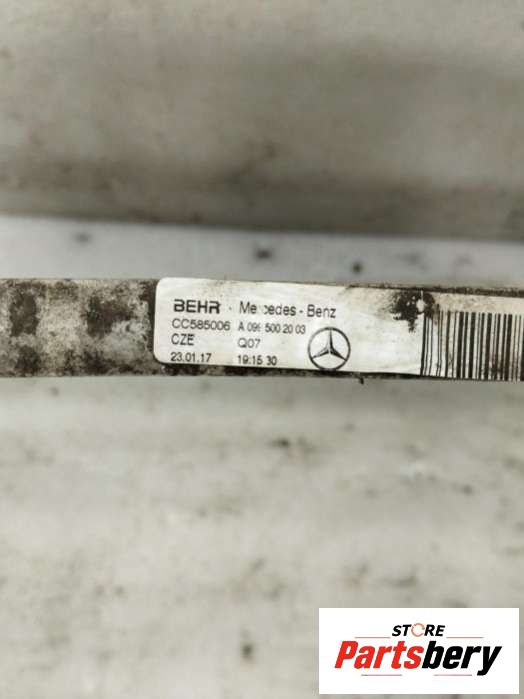 BEHR · Mercedes - Benz
CC585006 A 099 500 20 03
CZE Q07
23.01.17 19:15:30
STORE
Partsbery